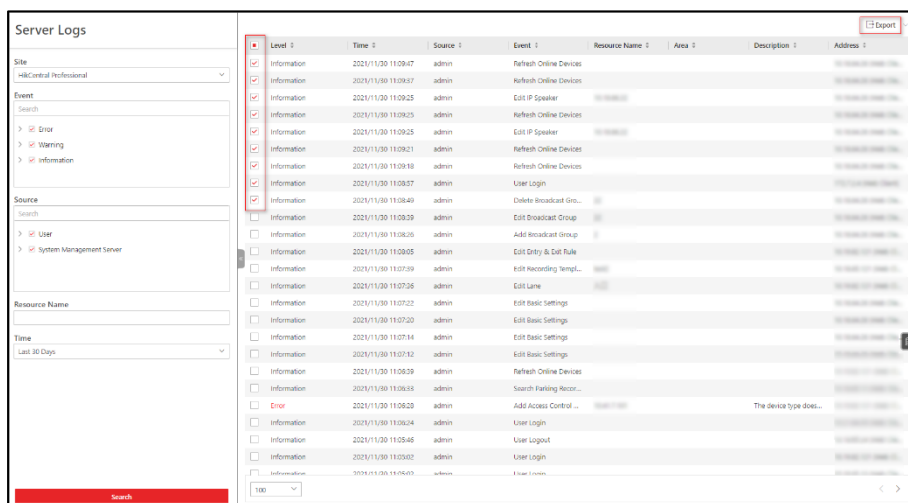 Server Logs
Site
HikCentral Professional
Event
Search
Error
Warning
Information
Source
Search
User
System Management Server
Resource Name
Time
Last 30 Days
Search
Export
Level Time Source Event Resource Name Area Description Address
Information 2021/11/30 11:09:47 admin Refresh Online Devices
Information 2021/11/30 11:09:37 admin Refresh Online Devices
Information 2021/11/30 11:09:25 admin Edit IP Speaker
Information 2021/11/30 11:09:25 admin Refresh Online Devices
Information 2021/11/30 11:09:25 admin Edit IP Speaker
Information 2021/11/30 11:09:21 admin Refresh Online Devices
Information 2021/11/30 11:09:18 admin Refresh Online Devices
Information 2021/11/30 11:08:57 admin User Login
Information 2021/11/30 11:08:49 admin Delete Broadcast Gro...
Information 2021/11/30 11:08:39 admin Edit Broadcast Group
Information 2021/11/30 11:08:26 admin Add Broadcast Group
Information 2021/11/30 11:08:05 admin Edit Entry & Exit Rule
Information 2021/11/30 11:07:39 admin Edit Recording Templ...
Information 2021/11/30 11:07:36 admin Edit Lane
Information 2021/11/30 11:07:22 admin Edit Basic Settings
Information 2021/11/30 11:07:20 admin Edit Basic Settings
Information 2021/11/30 11:07:14 admin Edit Basic Settings
Information 2021/11/30 11:07:12 admin Edit Basic Settings
Information 2021/11/30 11:06:39 admin Refresh Online Devices
Information 2021/11/30 11:06:33 admin Search Parking Recor...
Error 2021/11/30 11:06:28 admin Add Access Control ... The device type does...
Information 2021/11/30 11:06:24 admin User Login
Information 2021/11/30 11:05:46 admin User Logout
Information 2021/11/30 11:05:02 admin User Login
Information 2021/11/30 11:05:02 admin User Login
100